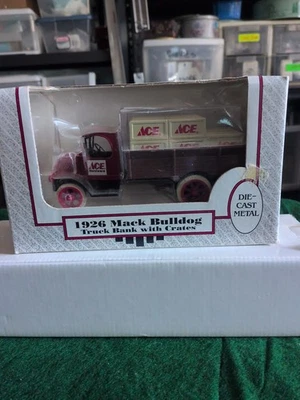 ACE ACE
ACE
1926 Mack Bulldog
Truck Bank with Crates
DIE-
CAST
METAL